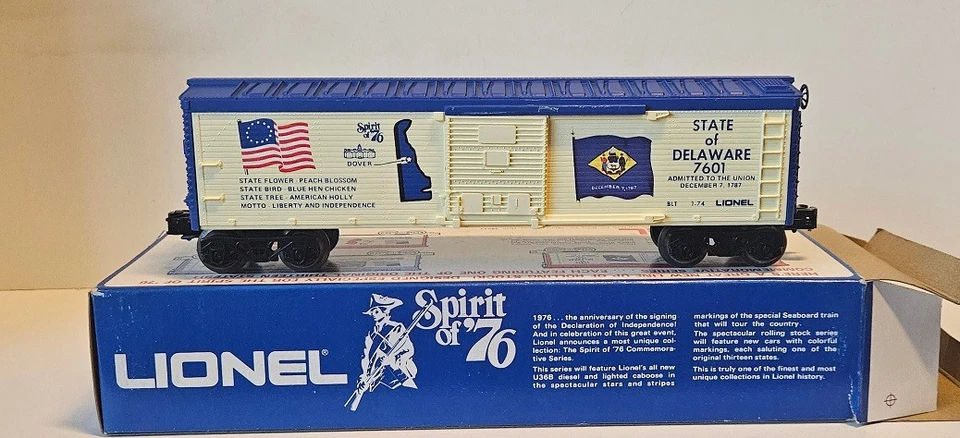 Spirit
of '76
DOVER
STATE FLOWER - PEACH BLOSSOM
STATE BIRD - BLUE HEN CHICKEN
STATE TREE - AMERICAN HOLLY
MOTTO - LIBERTY AND INDEPENDENCE
DECEMBER 7, 1787
STATE
of
DELAWARE
7601
ADMITTED TO THE UNION
DECEMBER 7, 1787
BLT 1-74 LIONEL
LIONEL®
Spirit
of '76
1976 . . . the anniversary of the signing
of the Declaration of Independence!
And in celebration of this great event,
Lionel announces a most unique col-
lection: The Spirit of '76 Commemora-
tive Series.
This series will feature Lionel's all new
U36B diesel and lighted caboose in
the spectacular stars and stripes
markings of the special Seaboard train
that will tour the country.
The spectacular rolling stock series
will feature new cars with colorful
markings, each saluting one of the
original thirteen states.
This is truly one of the finest and most
unique collections in Lionel history.